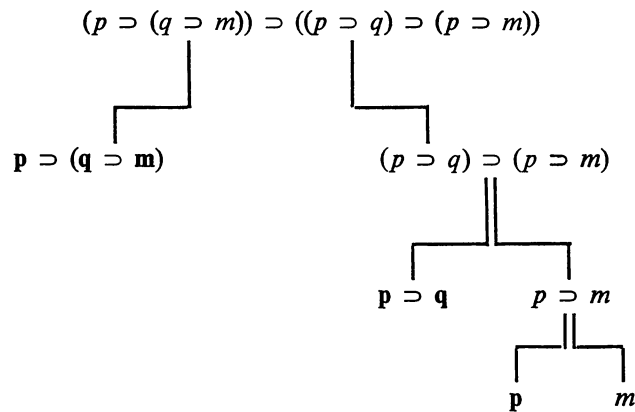 (p ⊃ (q ⊃ m)) ⊃ ((p ⊃ q) ⊃ (p ⊃ m))
p ⊃ (q ⊃ m) (p ⊃ q) ⊃ (p ⊃ m)
p ⊃ q p ⊃ m
p m